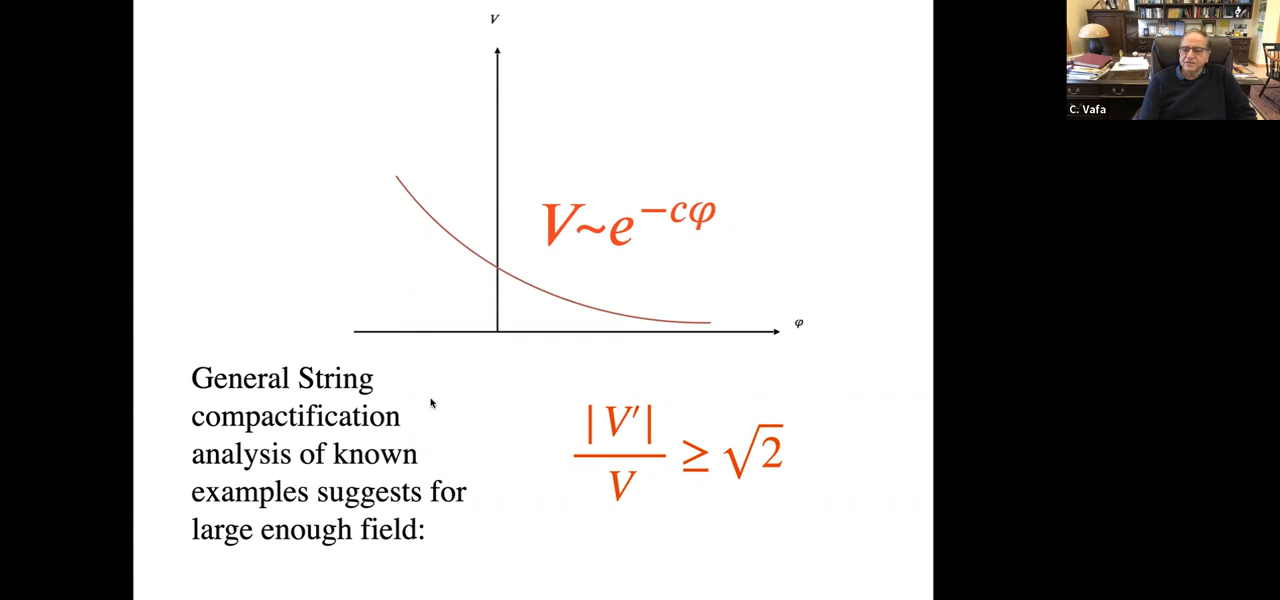 V
C. Vafa
V~e^{−cφ}
φ
General String
compactification
analysis of known
examples suggests for
large enough field:
|V′|/V ≥ √2